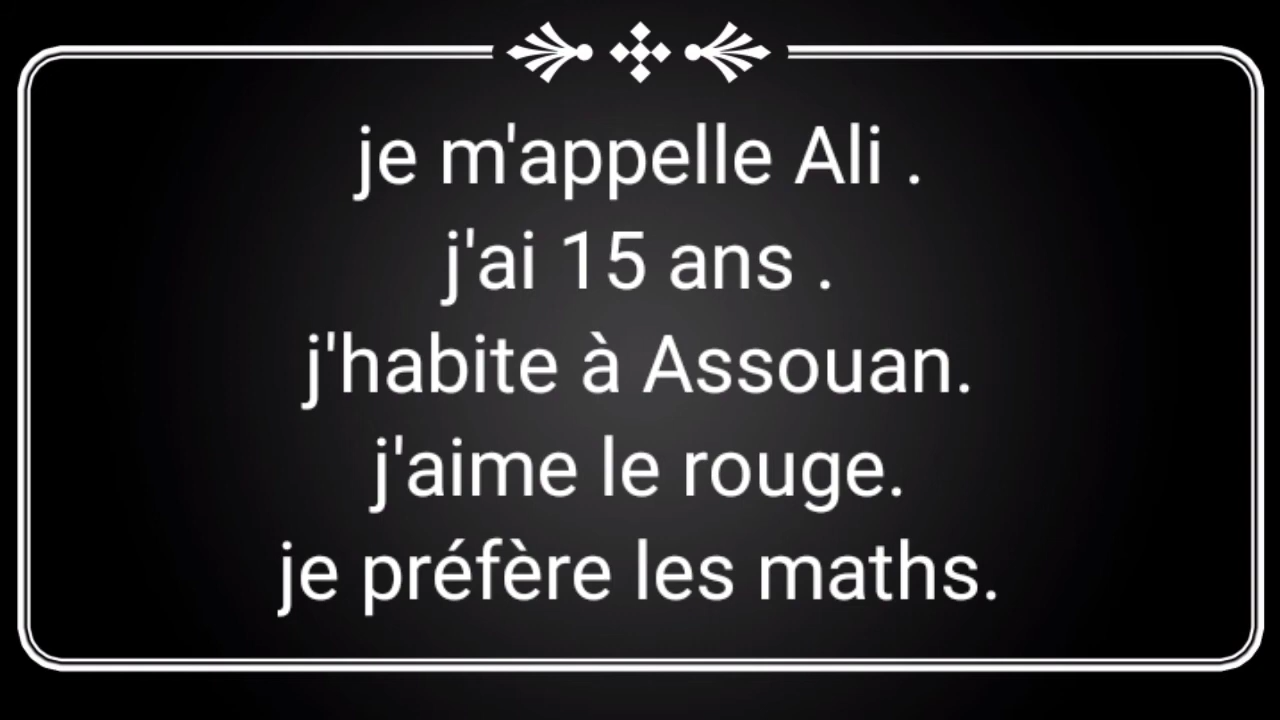 je m'appelle Ali .
j'ai 15 ans .
j'habite à Assouan.
j'aime le rouge.
je préfère les maths.